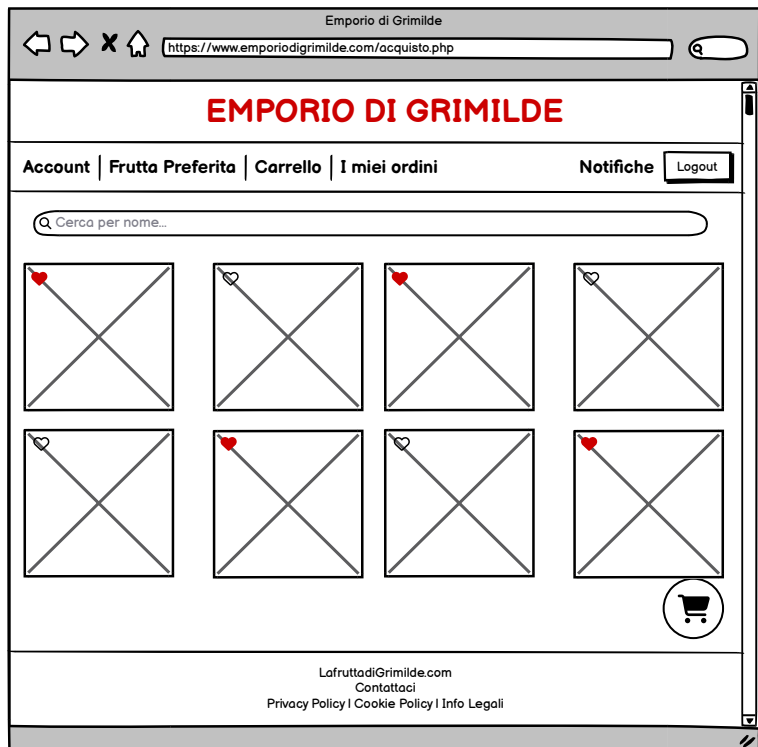 Emporio di Grimilde
https://www.emporiodigrimilde.com/acquisto.php
EMPORIO DI GRIMILDE
Account | Frutta Preferita | Carrello | I miei ordini Notifiche Logout
Cerca per nome...
LafruttadiGrimilde.com
Contattaci
Privacy Policy | Cookie Policy | Info Legali